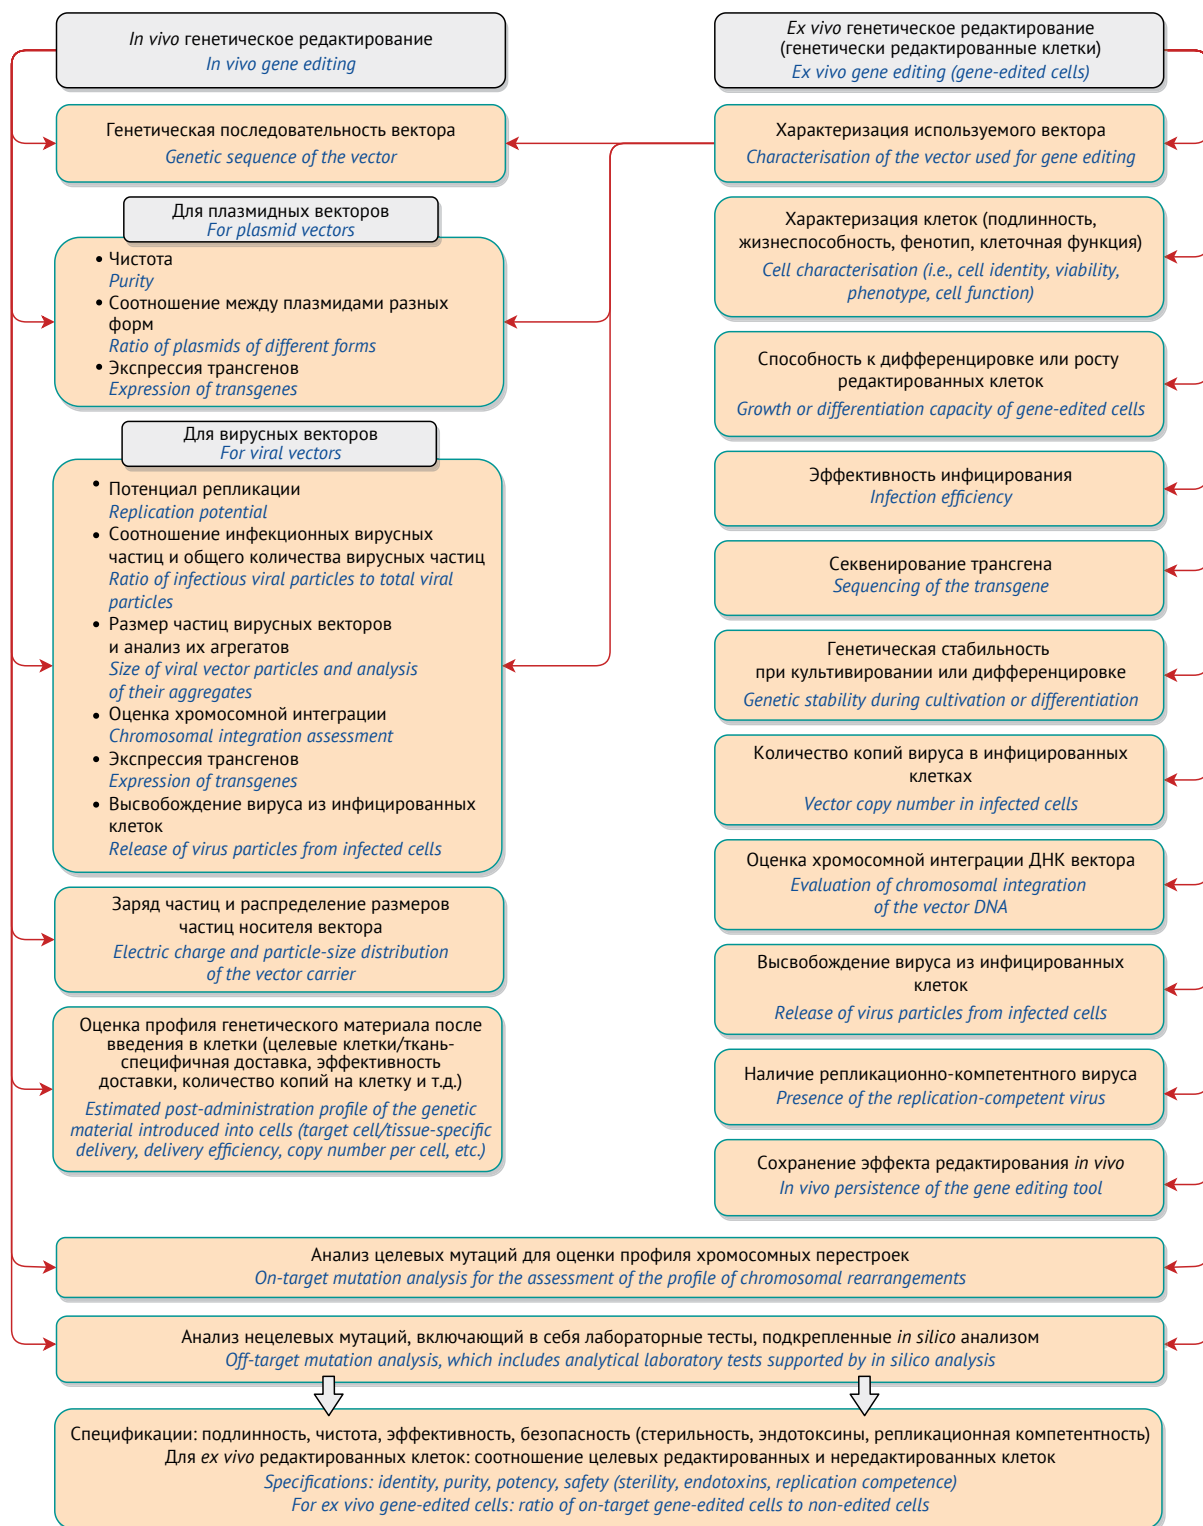 In vivo генетическое редактирование
In vivo gene editing
Генетическая последовательность вектора
Genetic sequence of the vector
Для плазмидных векторов
For plasmid vectors
• Чистота
Purity
• Соотношение между плазмидами разных
форм
Ratio of plasmids of different forms
• Экспрессия трансгенов
Expression of transgenes
Для вирусных векторов
For viral vectors
• Потенциал репликации
Replication potential
• Соотношение инфекционных вирусных
частиц и общего количества вирусных частиц
Ratio of infectious viral particles to total viral
particles
• Размер частиц вирусных векторов
и анализ их агрегатов
Size of viral vector particles and analysis
of their aggregates
• Оценка хромосомной интеграции
Chromosomal integration assessment
• Экспрессия трансгенов
Expression of transgenes
• Высвобождение вируса из инфицированных
клеток
Release of virus particles from infected cells
Заряд частиц и распределение размеров
частиц носителя вектора
Electric charge and particle-size distribution
of the vector carrier
Оценка профиля генетического материала после
введения в клетки (целевые клетки/ткань-
специфичная доставка, эффективность
доставки, количество копий на клетку и т.д.)
Estimated post-administration profile of the genetic
material introduced into cells (target cell/tissue-specific
delivery, delivery efficiency, copy number per cell, etc.)
Ex vivo генетическое редактирование
(генетически редактированные клетки)
Ex vivo gene editing (gene-edited cells)
Характеризация используемого вектора
Characterisation of the vector used for gene editing
Характеризация клеток (подлинность,
жизнеспособность, фенотип, клеточная функция)
Cell characterisation (i.e., cell identity, viability,
phenotype, cell function)
Способность к дифференцировке или росту
редактированных клеток
Growth or differentiation capacity of gene-edited cells
Эффективность инфицирования
Infection efficiency
Секвенирование трансгена
Sequencing of the transgene
Генетическая стабильность
при культивировании или дифференцировке
Genetic stability during cultivation or differentiation
Количество копий вируса в инфицированных
клетках
Vector copy number in infected cells
Оценка хромосомной интеграции ДНК вектора
Evaluation of chromosomal integration
of the vector DNA
Высвобождение вируса из инфицированных
клеток
Release of virus particles from infected cells
Наличие репликационно-компетентного вируса
Presence of the replication-competent virus
Сохранение эффекта редактирования in vivo
In vivo persistence of the gene editing tool
Анализ целевых мутаций для оценки профиля хромосомных перестроек
On-target mutation analysis for the assessment of the profile of chromosomal rearrangements
Анализ нецелевых мутаций, включающий в себя лабораторные тесты, подкрепленные in silico анализом
Off-target mutation analysis, which includes analytical laboratory tests supported by in silico analysis
Спецификации: подлинность, чистота, эффективность, безопасность (стерильность, эндотоксины, репликационная компетентность)
Для ex vivo редактированных клеток: соотношение целевых редактированных и нередактированных клеток
Specifications: identity, purity, potency, safety (sterility, endotoxins, replication competence)
For ex vivo gene-edited cells: ratio of on-target gene-edited cells to non-edited cells